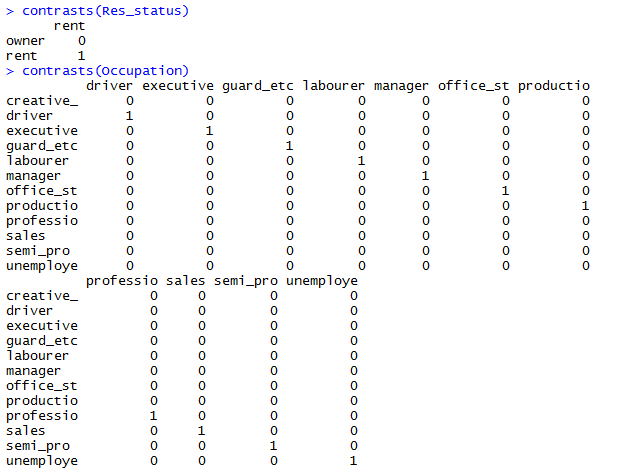 > contrasts(Res_status)
      rent
owner    0
rent     1
> contrasts(Occupation)
          driver executive guard_etc labourer manager office_st productio
creative_      0         0         0        0       0         0         0
driver         1         0         0        0       0         0         0
executive      0         1         0        0       0         0         0
guard_etc      0         0         1        0       0         0         0
labourer       0         0         0        1       0         0         0
manager        0         0         0        0       1         0         0
office_st      0         0         0        0       0         1         0
productio      0         0         0        0       0         0         1
professio      0         0         0        0       0         0         0
sales          0         0         0        0       0         0         0
semi_pro       0         0         0        0       0         0         0
unemploye      0         0         0        0       0         0         0
          professio sales semi_pro unemploye
creative_         0     0        0         0
driver            0     0        0         0
executive         0     0        0         0
guard_etc         0     0        0         0
labourer          0     0        0         0
manager           0     0        0         0
office_st         0     0        0         0
productio         0     0        0         0
professio         1     0        0         0
sales             0     1        0         0
semi_pro          0     0        1         0
unemploye         0     0        0         1